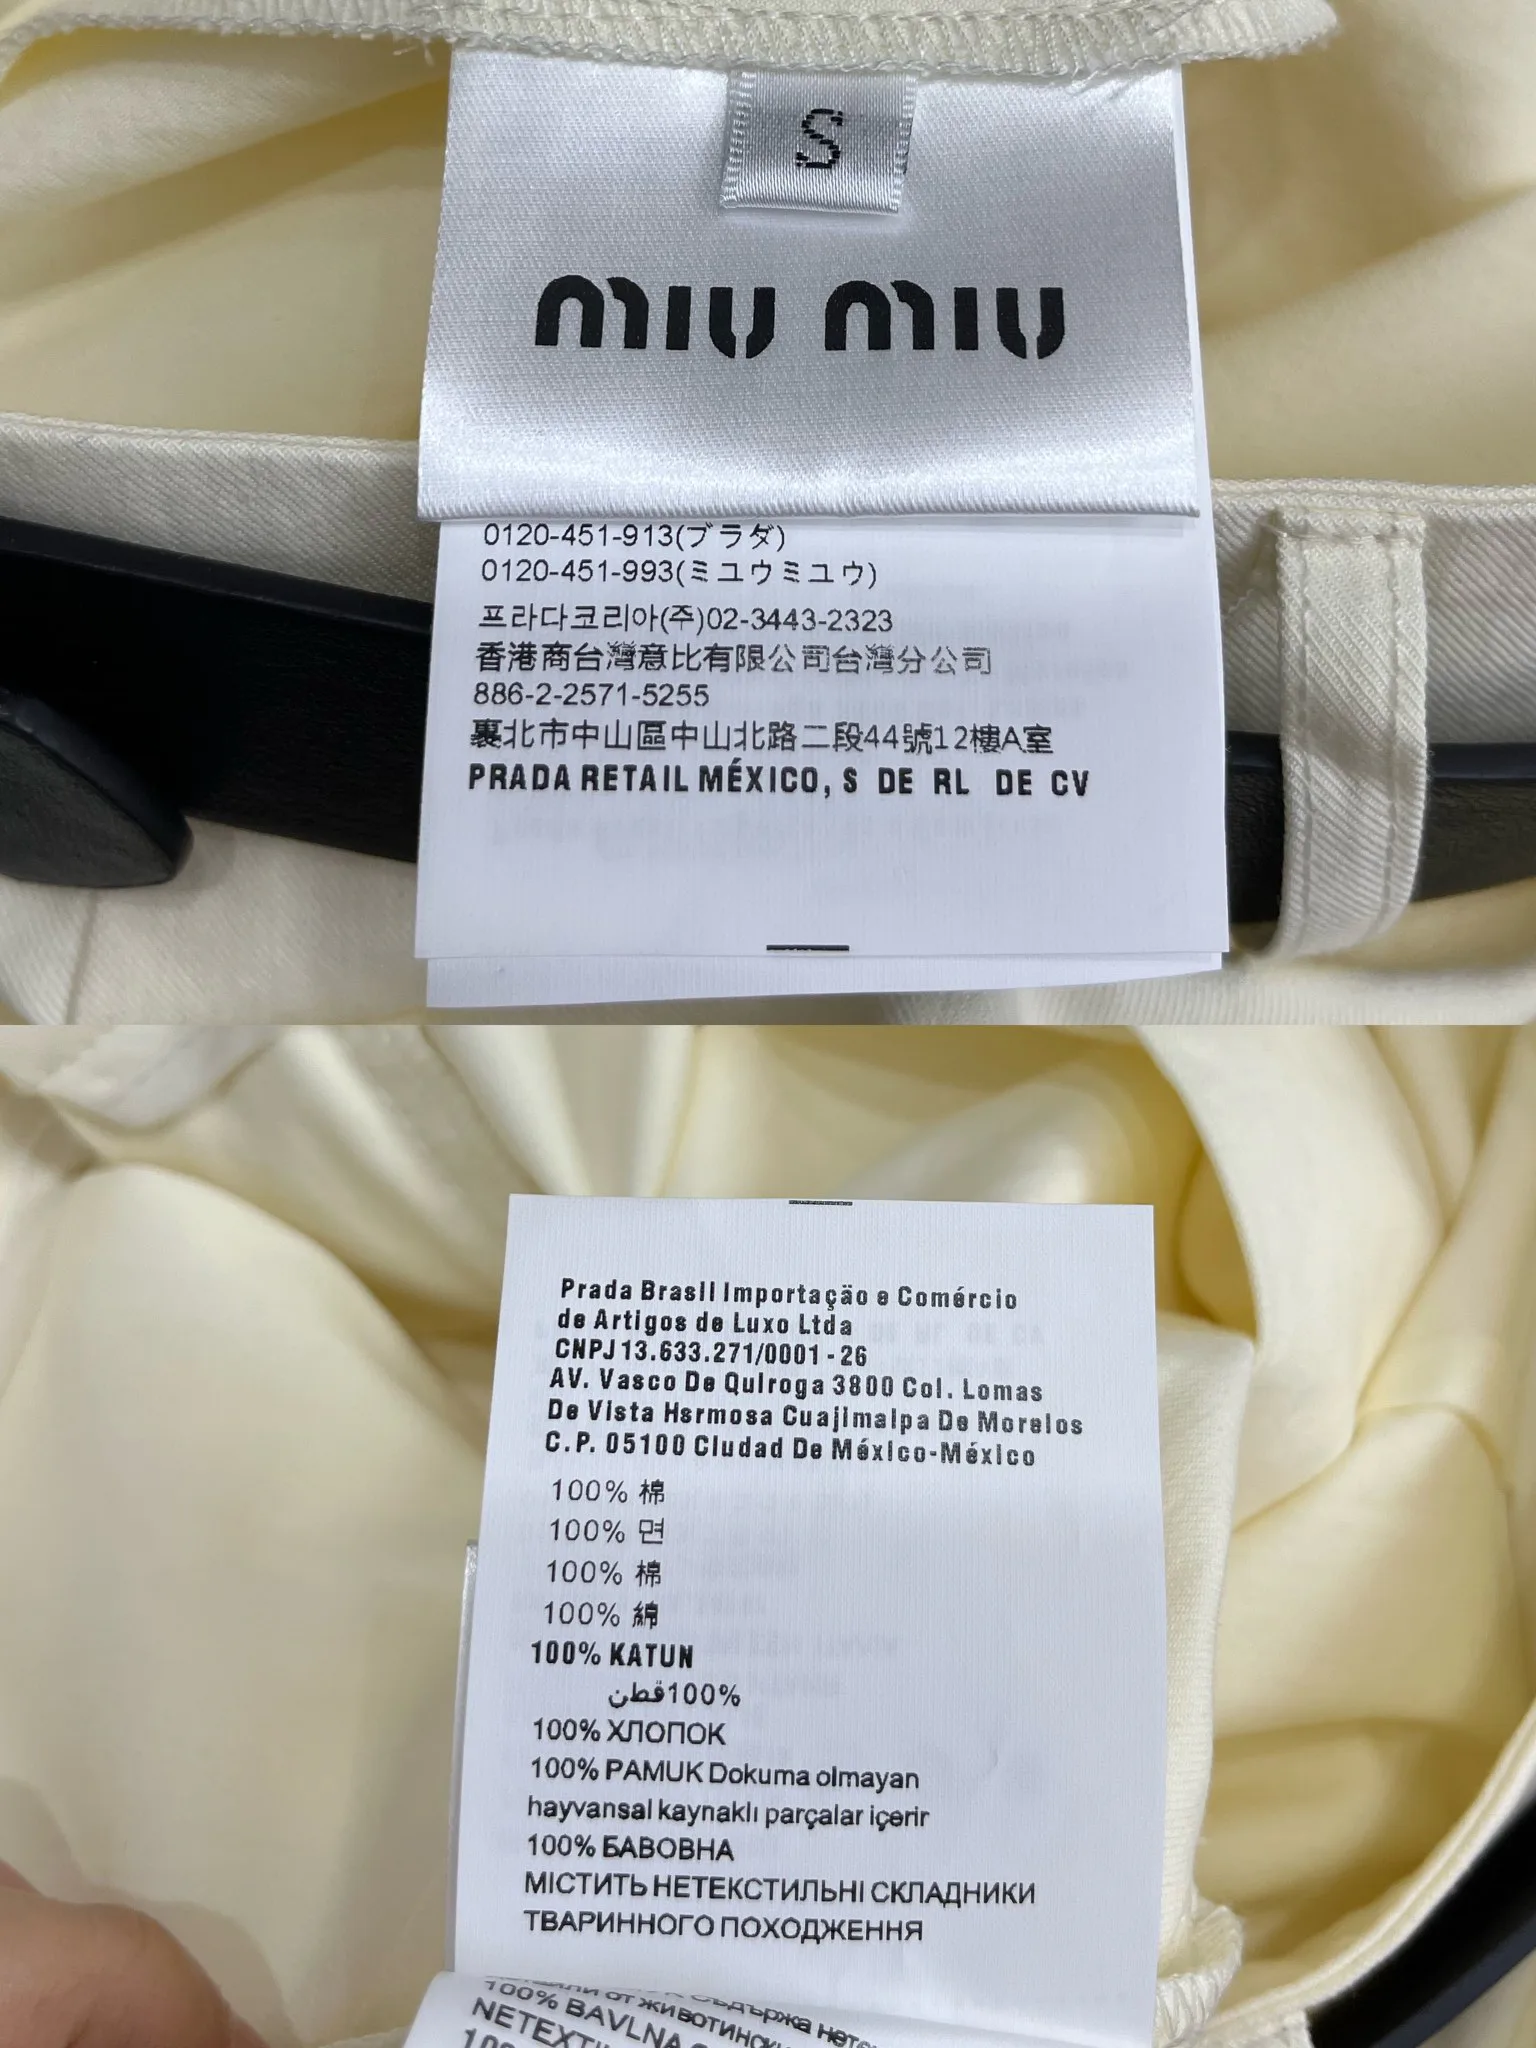 S
miu miu
0120-451-913(ブラダ)
0120-451-993(ミユウミユウ)
프라다코리아(주)02-3443-2323
香港商台灣意比有限公司台灣分公司
886-2-2571-5255
裏北市中山區中山北路二段44號12樓A室
PRADA RETAIL MÉXICO, S DE RL DE CV
Prada Brasil Importação e Comércio
de Artigos de Luxo Ltda
CNPJ 13.633.271/0001-26
AV. Vasco De Quiroga 3800 Col. Lomas
De Vista Hsrmosa Cuajimalpa De Morelos
C.P. 05100 Ciudad De México-México
100% 棉
100% 면
100% 棉
100% 綿
100% KATUN
100%قطن
100% ХЛОПОК
100% PAMUK Dokuma olmayan
hayvansal kaynaklı parçalar içerir
100% БАВОВНА
МІСТИТЬ НЕТЕКСТИЛЬНІ СКЛАДНИКИ
ТВАРИННОГО ПОХОДЖЕННЯ
Съдържа
от животински
100% BAVLNA